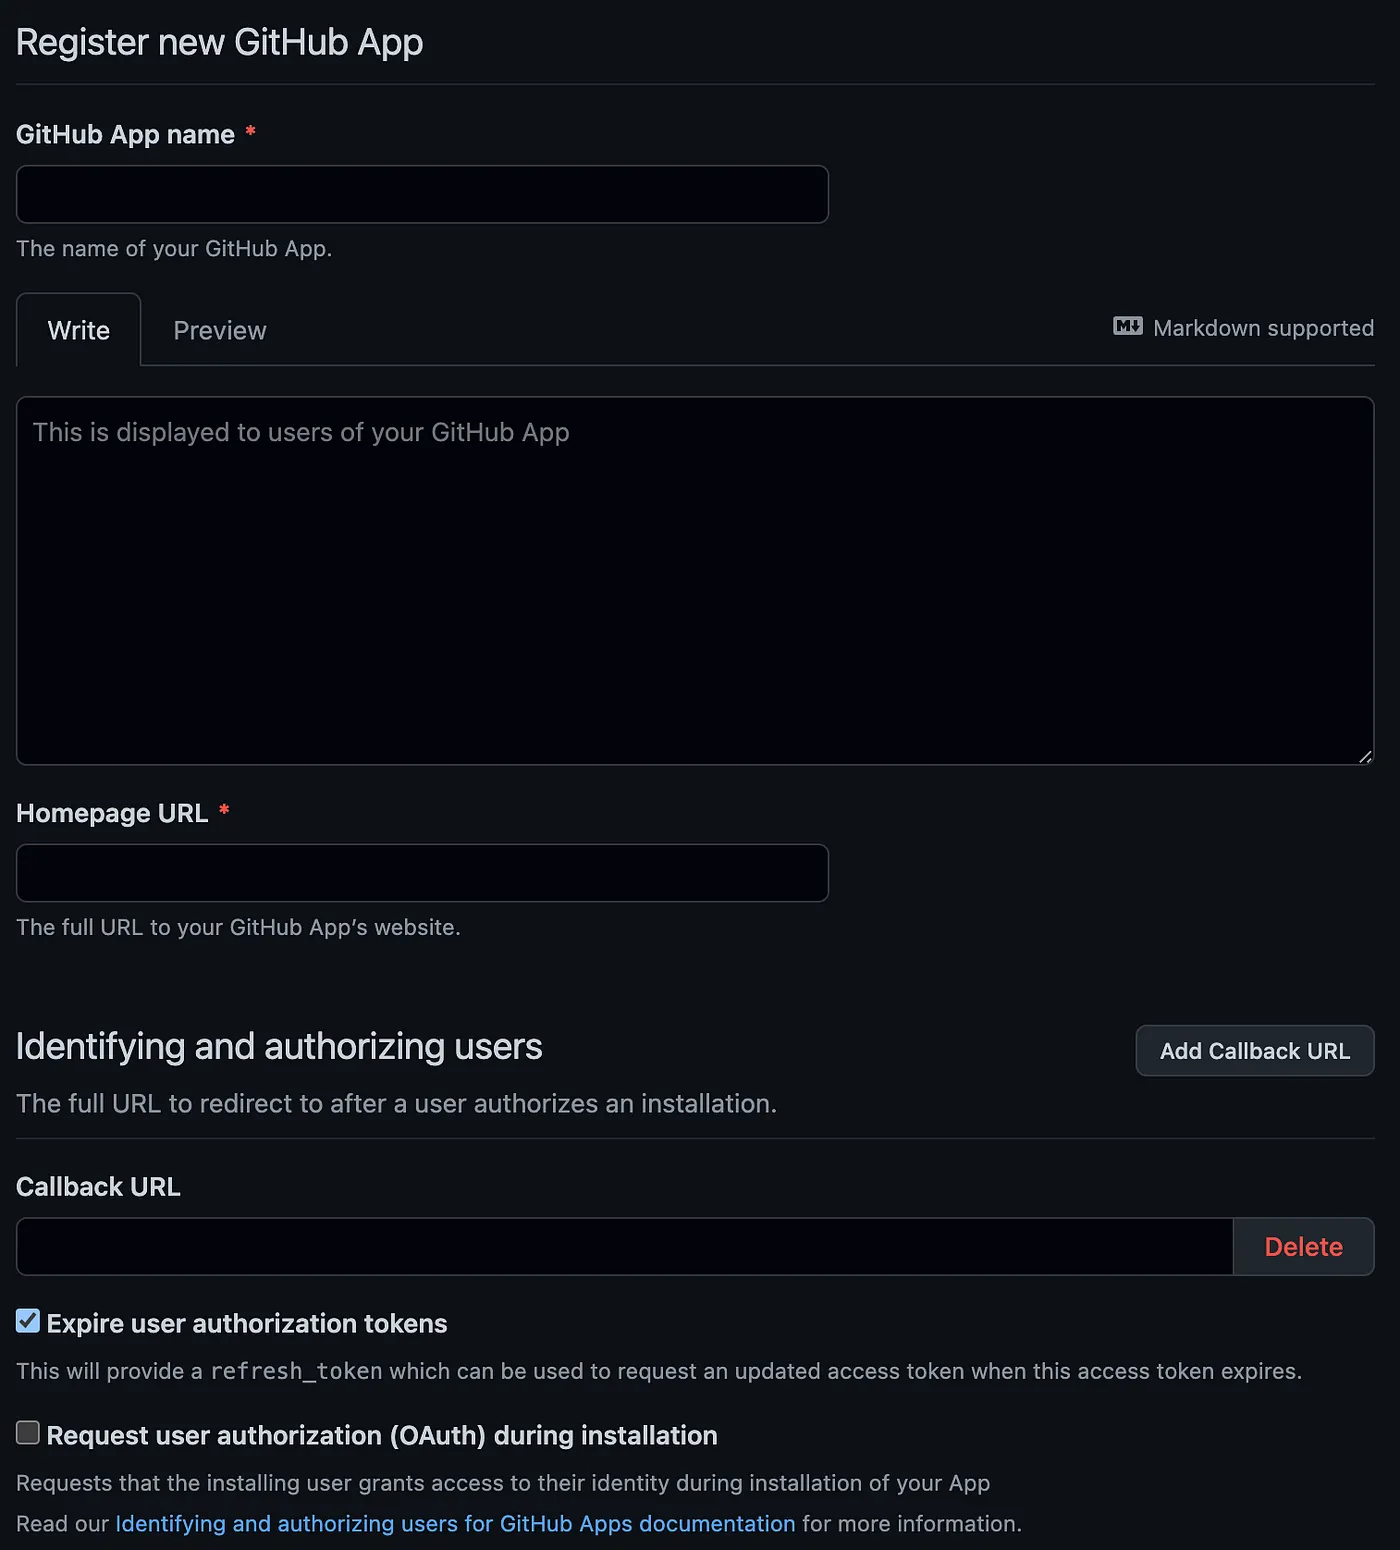 Register new GitHub App
GitHub App name *
The name of your GitHub App.
Write Preview Markdown supported
This is displayed to users of your GitHub App
Homepage URL *
The full URL to your GitHub App’s website.
Identifying and authorizing users Add Callback URL
The full URL to redirect to after a user authorizes an installation.
Callback URL
Delete
Expire user authorization tokens
This will provide a refresh_token which can be used to request an updated access token when this access token expires.
Request user authorization (OAuth) during installation
Requests that the installing user grants access to their identity during installation of your App
Read our Identifying and authorizing users for GitHub Apps documentation for more information.